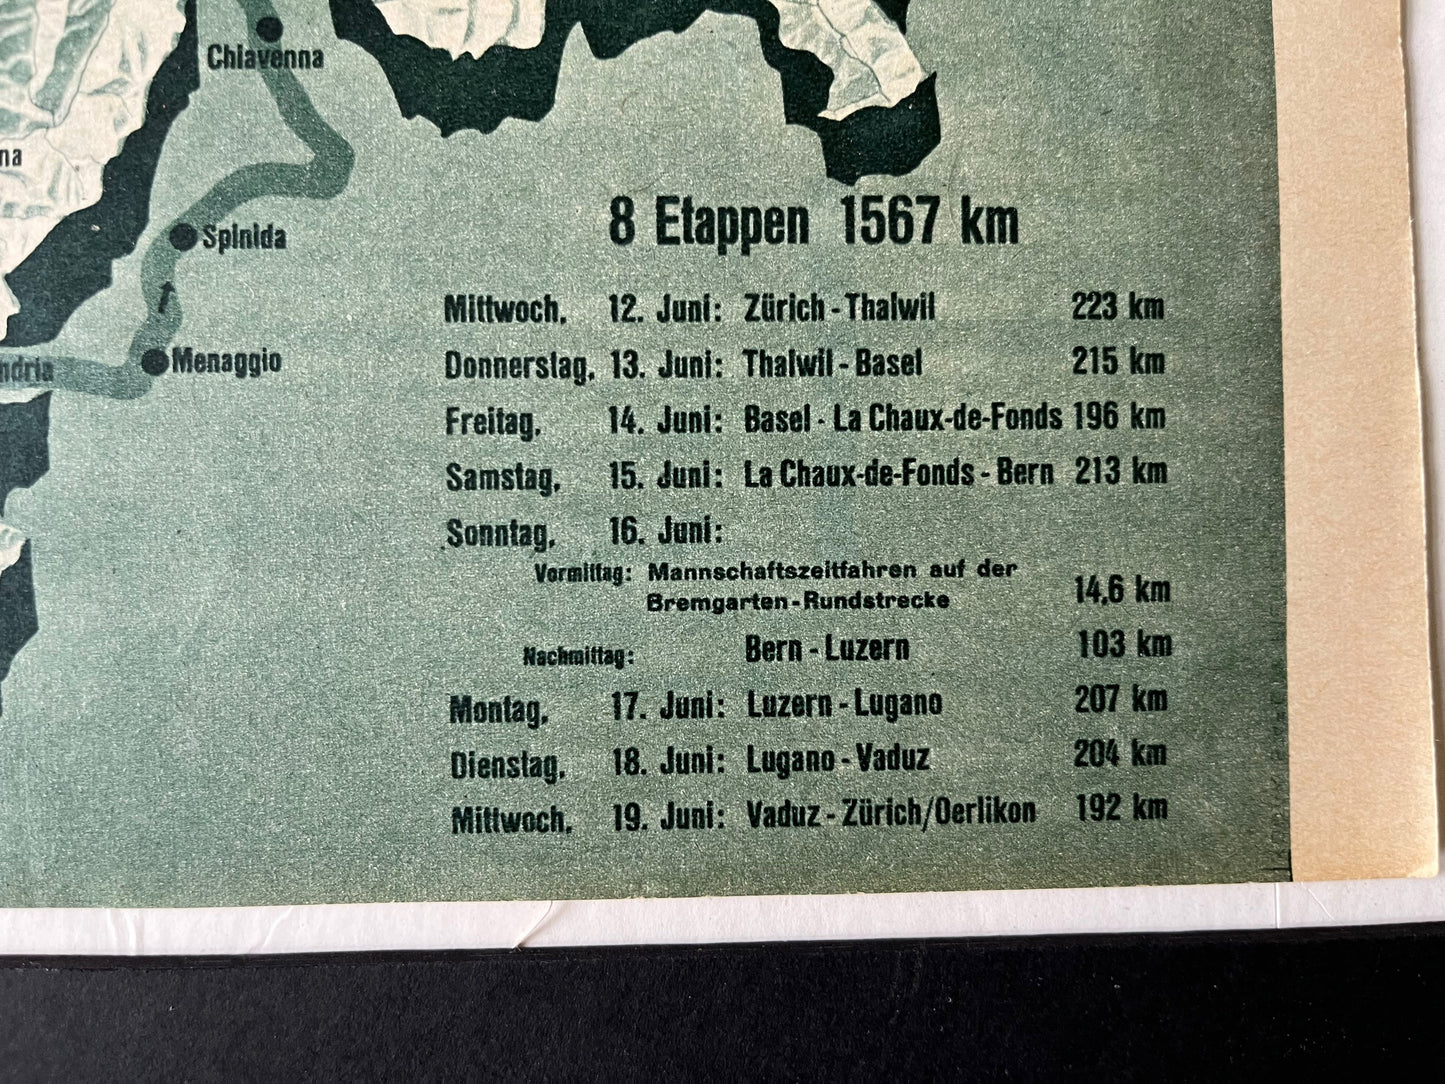 Chiavenna
na
Spinida
Menaggio
ndria
8 Etappen 1567 km
Mittwoch, 12. Juni: Zürich - Thalwil 223 km
Donnerstag, 13. Juni: Thalwil - Basel 215 km
Freitag, 14. Juni: Basel - La Chaux-de-Fonds 196 km
Samstag, 15. Juni: La Chaux-de-Fonds - Bern 213 km
Sonntag, 16. Juni:
Vormittag: Mannschaftszeitfahren auf der
Bremgarten-Rundstrecke 14,6 km
Nachmittag: Bern - Luzern 103 km
Montag, 17. Juni: Luzern - Lugano 207 km
Dienstag, 18. Juni: Lugano - Vaduz 204 km
Mittwoch, 19. Juni: Vaduz - Zürich/Oerlikon 192 km